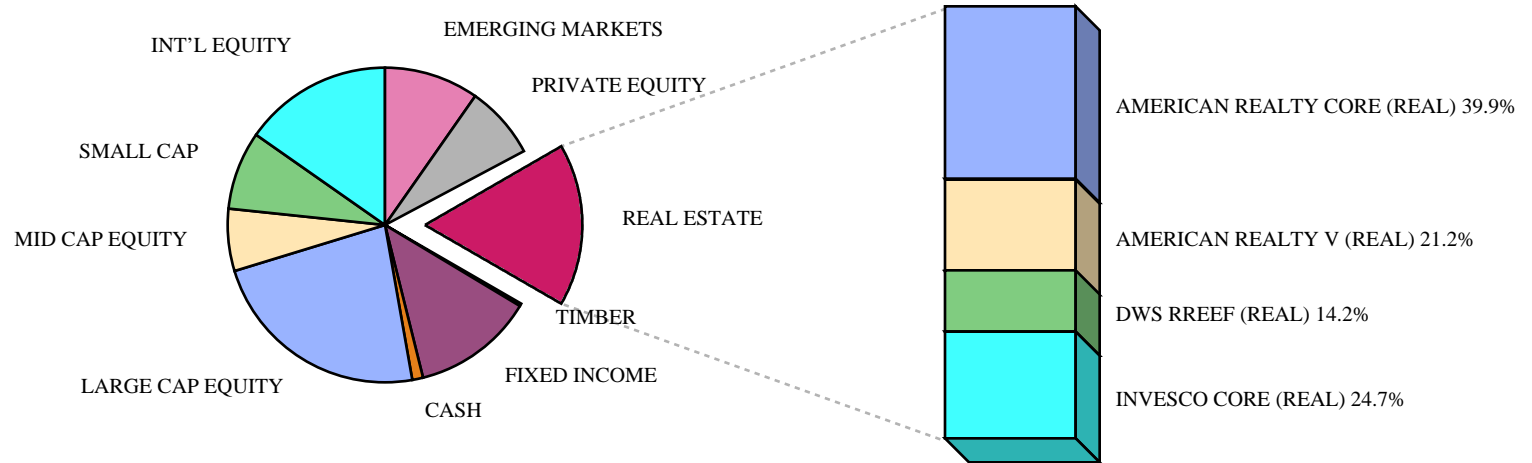 EMERGING MARKETS
INT'L EQUITY
PRIVATE EQUITY
SMALL CAP
REAL ESTATE
MID CAP EQUITY
TIMBER
FIXED INCOME
LARGE CAP EQUITY
CASH
AMERICAN REALTY CORE (REAL) 39.9%
AMERICAN REALTY V (REAL) 21.2%
DWS RREEF (REAL) 14.2%
INVESCO CORE (REAL) 24.7%